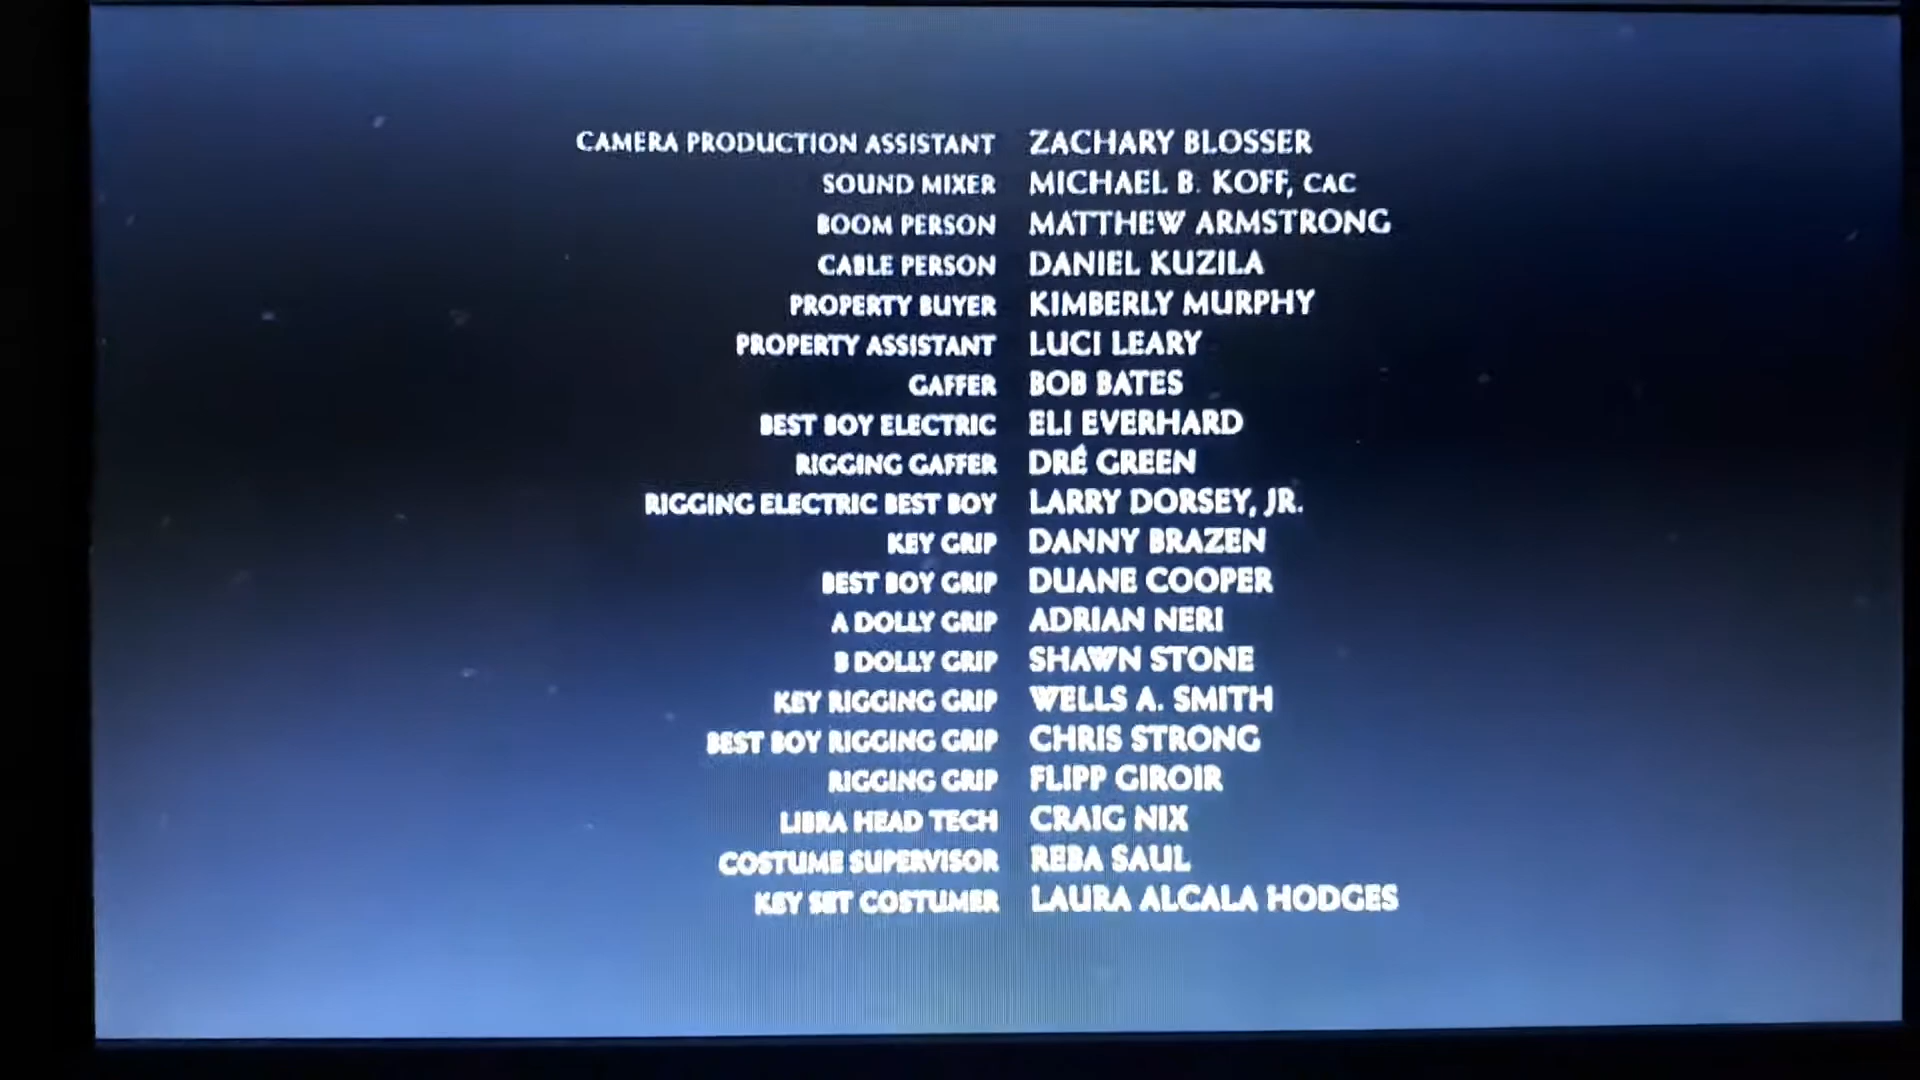 CAMERA PRODUCTION ASSISTANT ZACHARY BLOSSER
SOUND MIXER MICHAEL B. KOFF, CAC
BOOM PERSON MATTHEW ARMSTRONG
CABLE PERSON DANIEL KUZILA
PROPERTY BUYER KIMBERLY MURPHY
PROPERTY ASSISTANT LUCI LEARY
GAFFER BOB BATES
BEST BOY ELECTRIC ELI EVERHARD
RIGGING GAFFER DRÉ GREEN
RIGGING ELECTRIC BEST BOY LARRY DORSEY, JR.
KEY GRIP DANNY BRAZEN
BEST BOY GRIP DUANE COOPER
A DOLLY GRIP ADRIAN NERI
B DOLLY GRIP SHAWN STONE
KEY RIGGING GRIP WELLS A. SMITH
BEST BOY RIGGING GRIP CHRIS STRONG
RIGGING GRIP FLIPP GIROIR
LIBRA HEAD TECH CRAIG NIX
COSTUME SUPERVISOR REBA SAUL
KEY SET COSTUMER LAURA ALCALA HODGES